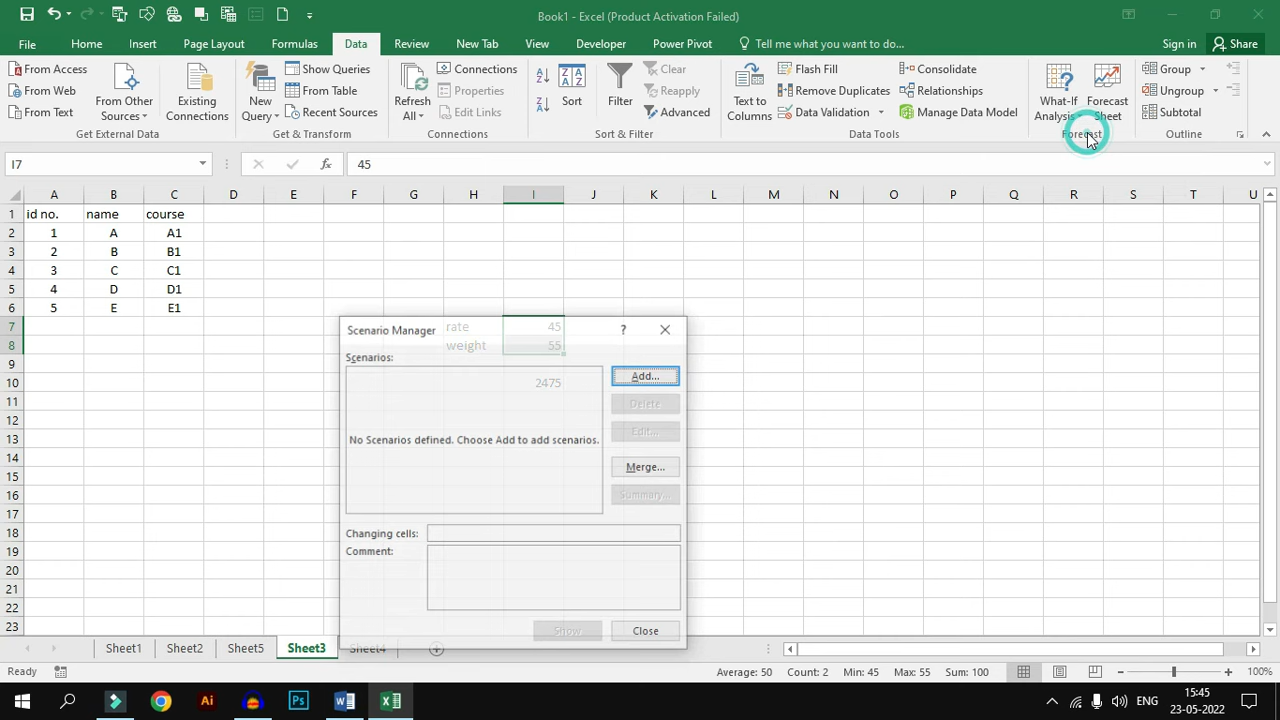 Book1 - Excel (Product Activation Failed)
File Home Insert Page Layout Formulas Data Review New Tab View Developer Power Pivot Tell me what you want to do... Sign in Share
From Access
From Web
From Text
From Other Sources
Existing Connections
Get External Data
New Query
Show Queries
From Table
Recent Sources
Get & Transform
Refresh All
Connections
Properties
Edit Links
Connections
Sort
Filter
Clear
Reapply
Advanced
Sort & Filter
Text to Columns
Flash Fill
Remove Duplicates
Data Validation
Consolidate
Relationships
Manage Data Model
Data Tools
What-If Analysis
Forecast Sheet
Forecast
Group
Ungroup
Subtotal
Outline
I7 fx 45
A B C D E F G H I J K L M N O P Q R S T U
1 id no. name course
2 1 A A1
3 2 B B1
4 3 C C1
5 4 D D1
6 5 E E1
7 rate 45
8 weight 55
9
10 2475
11
12
13
14
15
16
17
18
19
20
21
22
23
Scenario Manager ?
Scenarios:
No Scenarios defined. Choose Add to add scenarios.
Add...
Delete
Edit...
Merge...
Summary...
Changing cells:
Comment:
Show Close
Sheet1 Sheet2 Sheet5 Sheet3 Sheet4
Ready Average: 50 Count: 2 Min: 45 Max: 55 Sum: 100 100%
Ai Ps ENG 15:45
23-05-2022